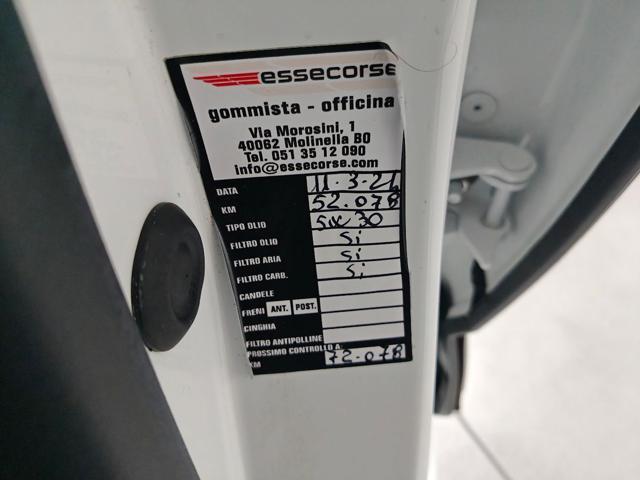 essecorse
gommista - officina
Via Morosini, 1
40062 Molinella BO
Tel. 051 35 12 090
info@essecorse.com
DATA 11.3.21
KM 52.078
TIPO OLIO 5W30
FILTRO OLIO Si
FILTRO ARIA Si
FILTRO CARB. Si
CANDELE
FRENI ANT. POST.
CINGHIA
FILTRO ANTIPOLLINE
PROSSIMO CONTROLLO A:
KM 72.078